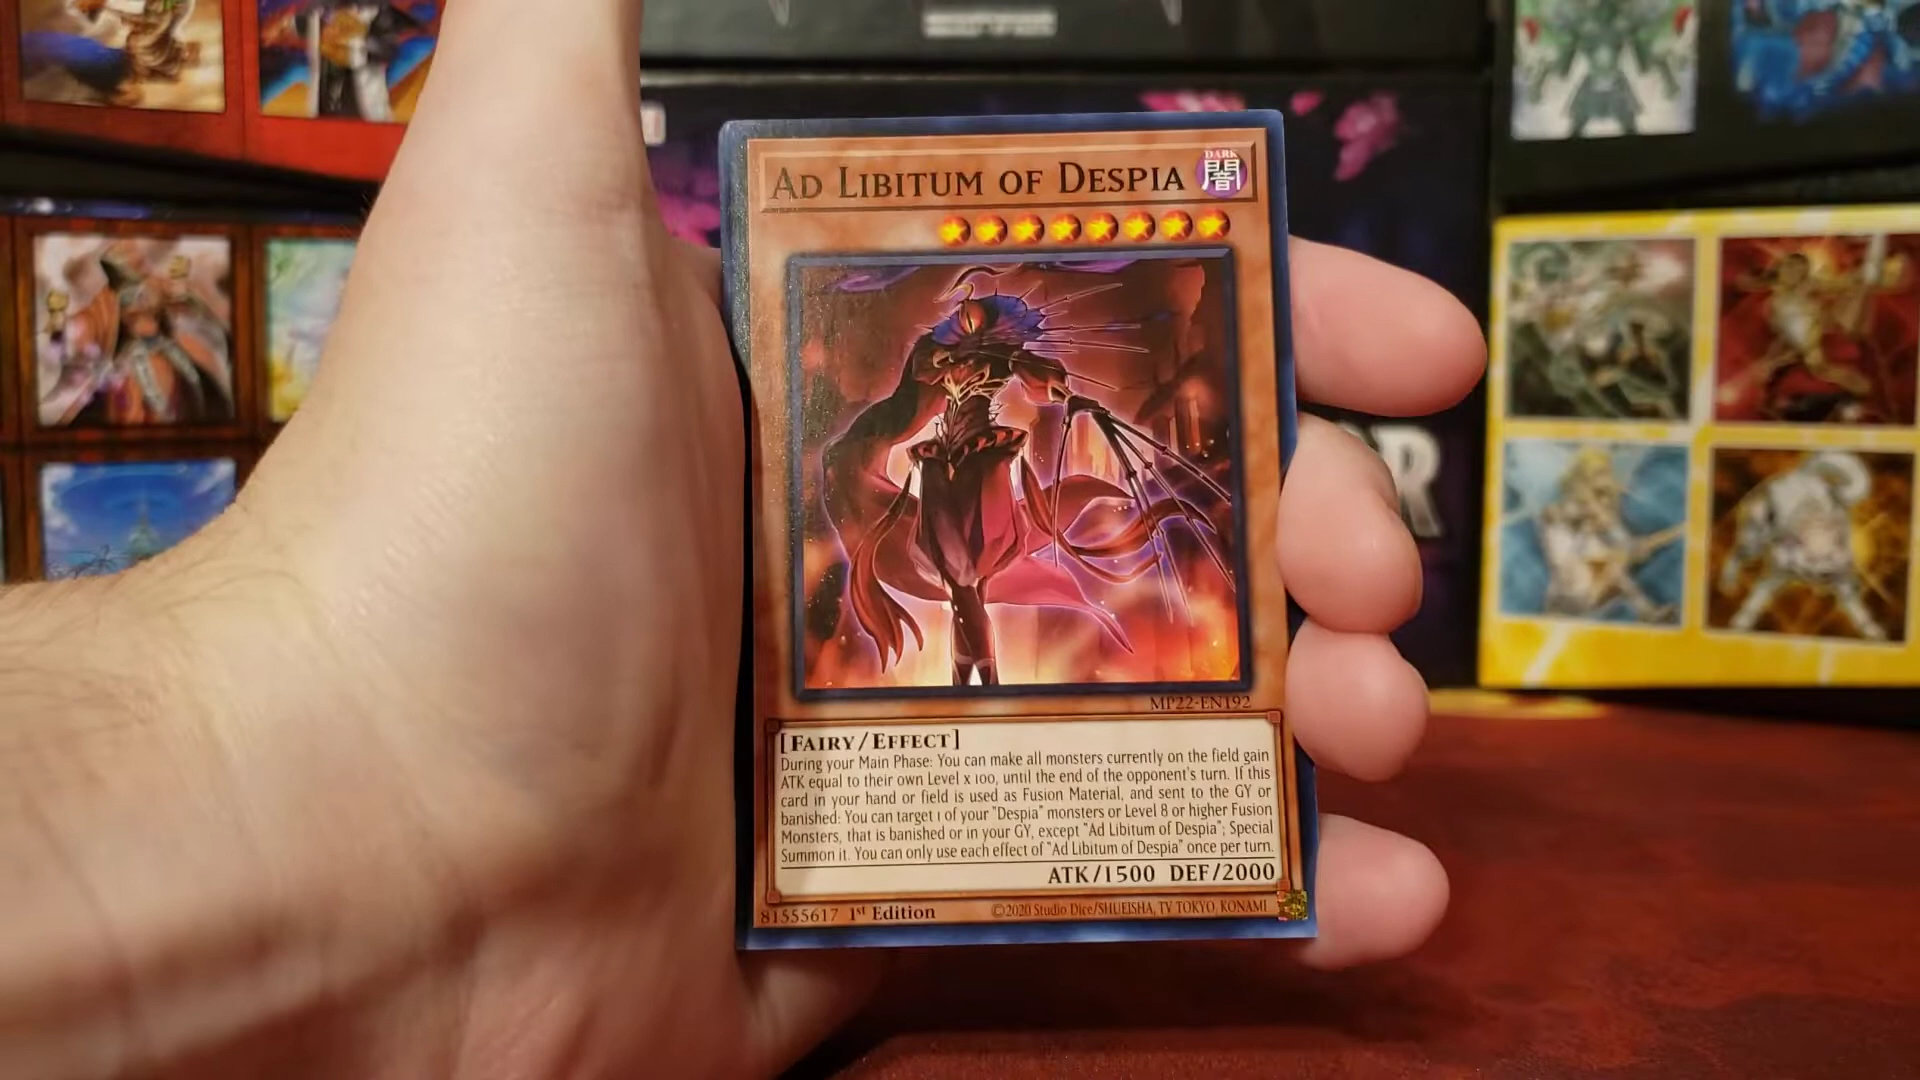 AD LIBITUM OF DESPIA
DARK
闇
MP22-EN192
[FAIRY/EFFECT]
During your Main Phase: You can make all monsters currently on the field gain
ATK equal to their own Level x 100, until the end of the opponent's turn. If this
card in your hand or field is used as Fusion Material, and sent to the GY or
banished: You can target 1 of your "Despia" monsters or Level 8 or higher Fusion
Monsters, that is banished or in your GY, except "Ad Libitum of Despia"; Special
Summon it. You can only use each effect of "Ad Libitum of Despia" once per turn.
ATK/1500 DEF/2000
81555617 1st Edition ©2020 Studio Dice/SHUEISHA, TV TOKYO, KONAMI